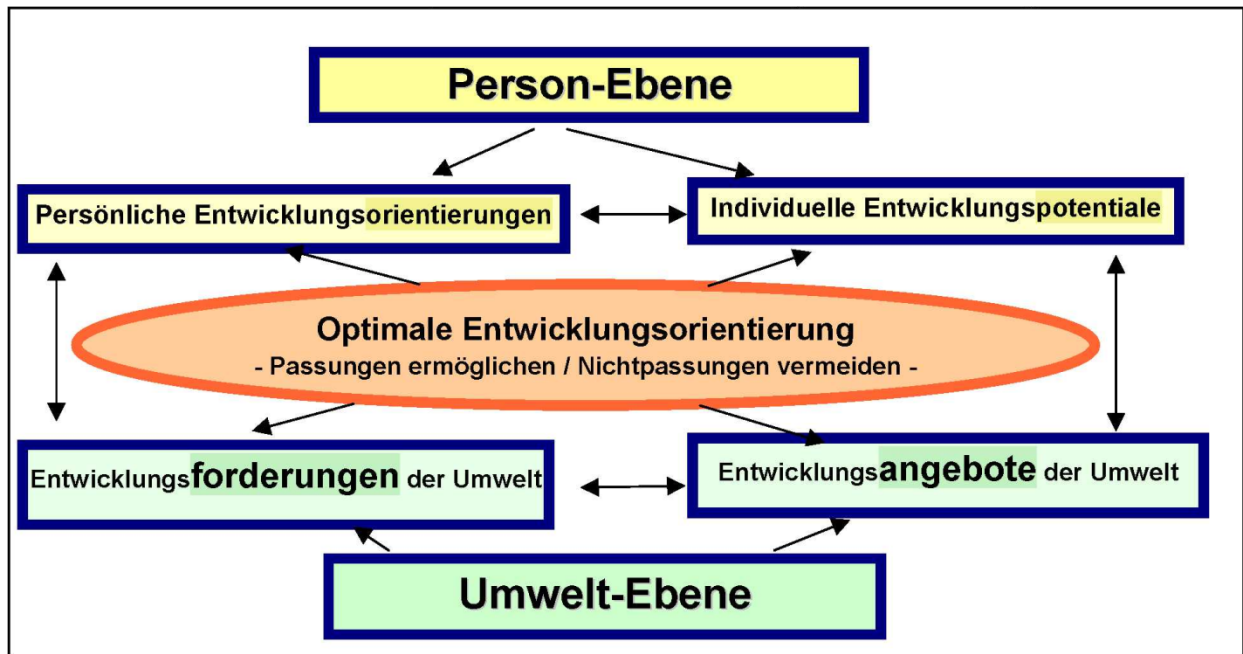 Person-Ebene
Persönliche Entwicklungsorientierungen
Individuelle Entwicklungspotentiale
Optimale Entwicklungsorientierung
- Passungen ermöglichen / Nichtpassungen vermeiden -
Entwicklungsforderungen der Umwelt
Entwicklungsangebote der Umwelt
Umwelt-Ebene